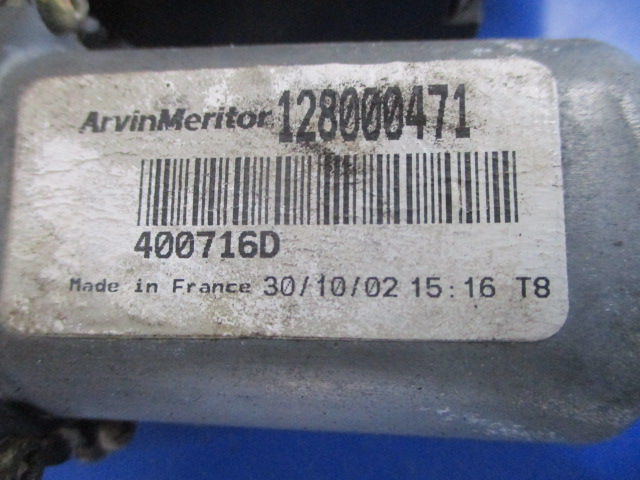 ArvinMeritor 128000471
400716D
Made in France 30/10/02 15:16 T8